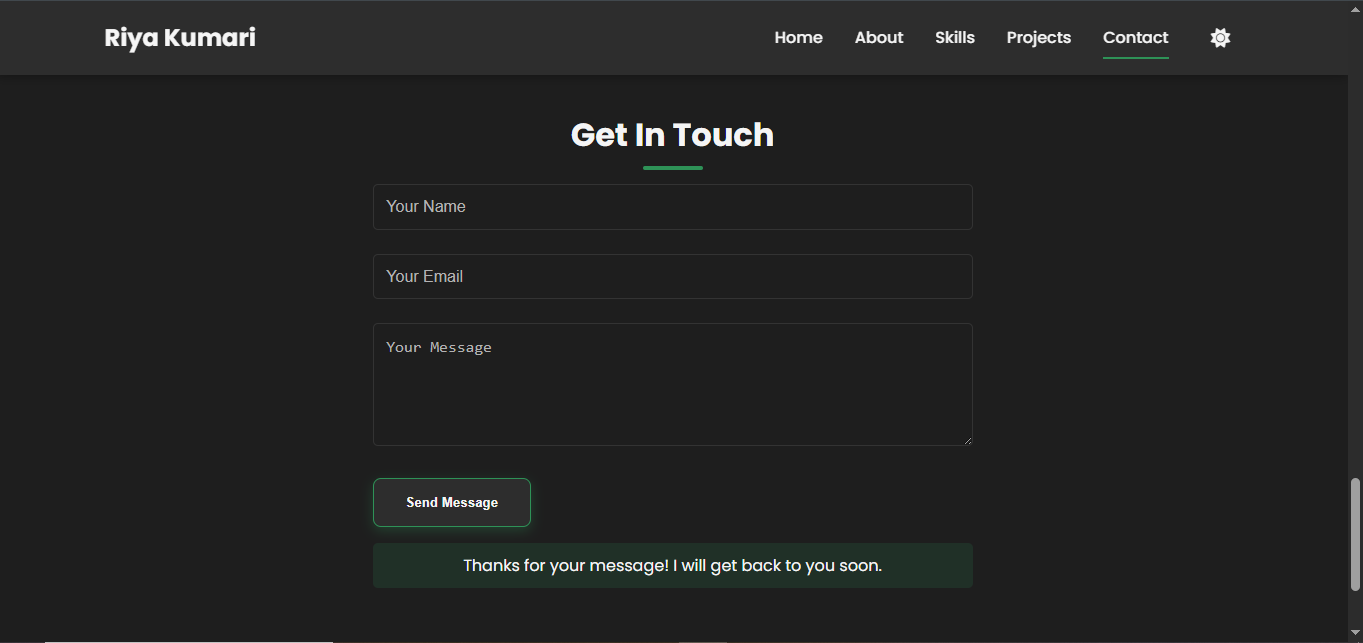 Riya Kumari
Home About Skills Projects Contact
Get In Touch
Your Name
Your Email
Your Message
Send Message
Thanks for your message! I will get back to you soon.